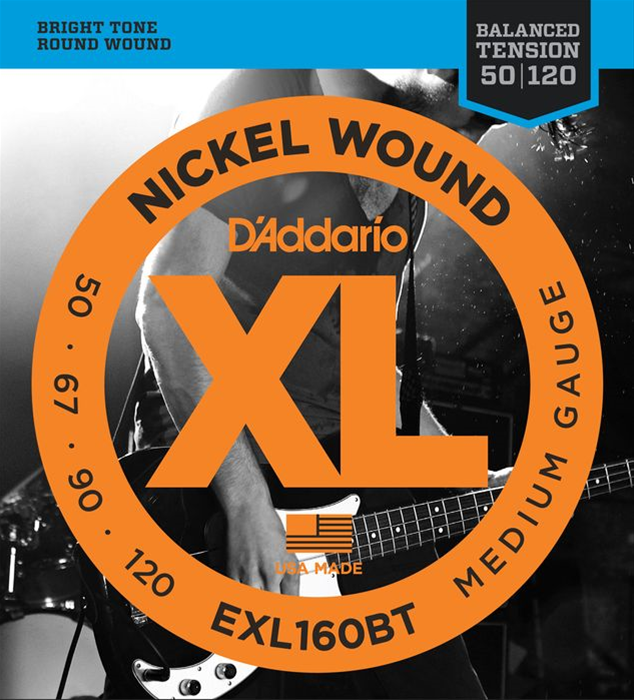 BRIGHT TONE
ROUND WOUND
BALANCED
TENSION
50|120
NICKEL WOUND
D'Addario
XL
USA MADE
50 · 67 · 90 · 120
EXL160BT
MEDIUM GAUGE